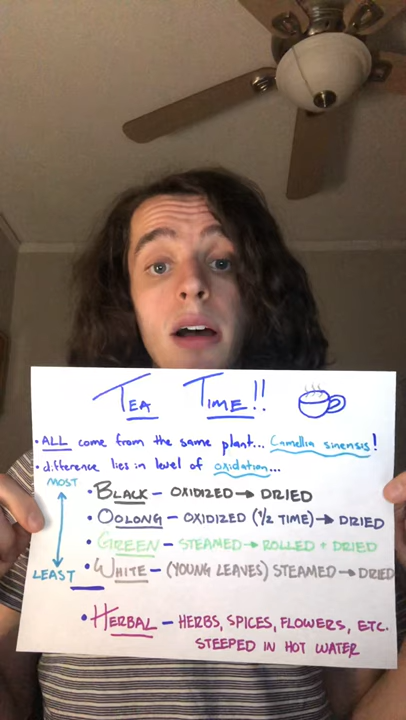 TEA TIME!!
• ALL come from the same plant... Camellia sinensis!
• difference lies in level of oxidation...
MOST
• BLACK – OXIDIZED → DRIED
• OOLONG – OXIDIZED (1/2 TIME) → DRIED
• GREEN – STEAMED → ROLLED + DRIED
• WHITE – (YOUNG LEAVES) STEAMED → DRIED
LEAST
• HERBAL – HERBS, SPICES, FLOWERS, ETC.
STEEPED IN HOT WATER